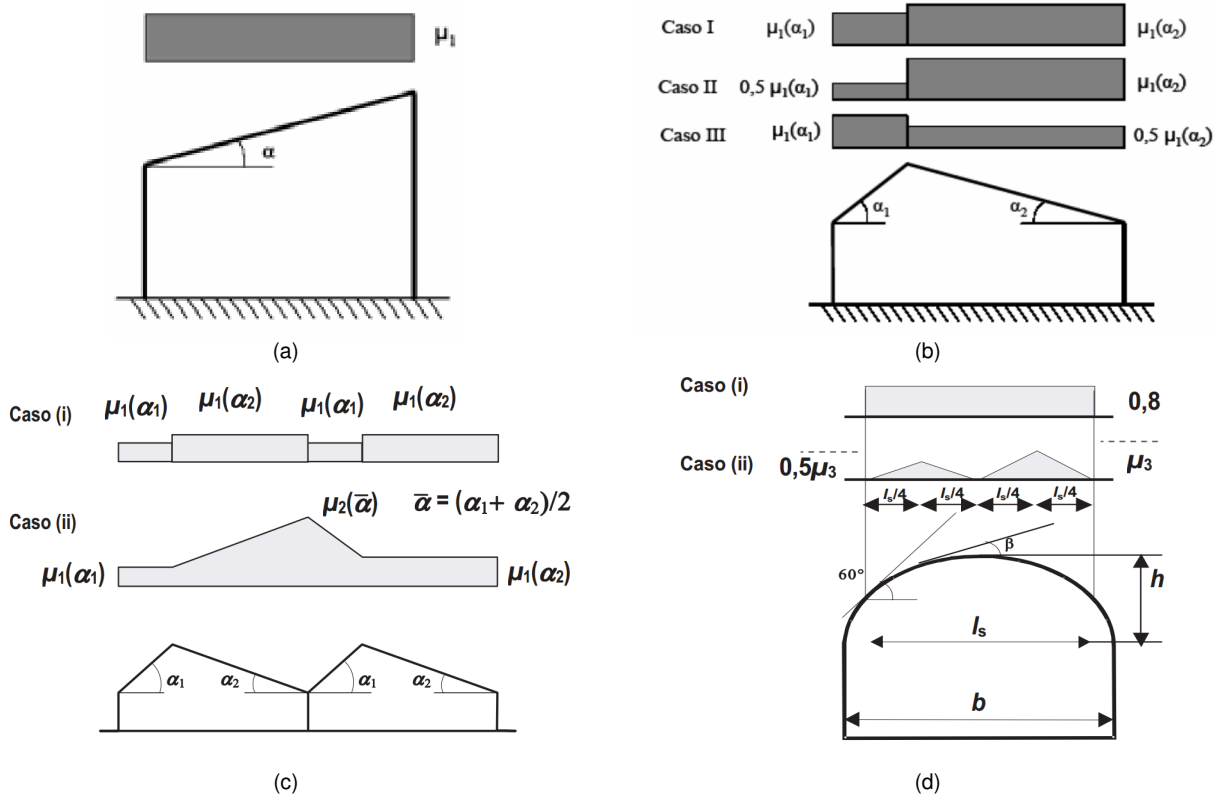 μ₁
α
(a)
Caso I μ₁(α₁) μ₁(α₂)
Caso II 0,5 μ₁(α₁) μ₁(α₂)
Caso III μ₁(α₁) 0,5 μ₁(α₂)
α₁ α₂
(b)
Caso (i) μ₁(α₁) μ₁(α₂) μ₁(α₁) μ₁(α₂)
Caso (ii) μ₂(ᾱ) ᾱ = (α₁+ α₂)/2
μ₁(α₁) μ₁(α₂)
α₁ α₂ α₁ α₂
(c)
Caso (i) 0,8
Caso (ii) 0,5μ₃ μ₃
lₛ/4 lₛ/4 lₛ/4 lₛ/4
β
60° h
lₛ
b
(d)